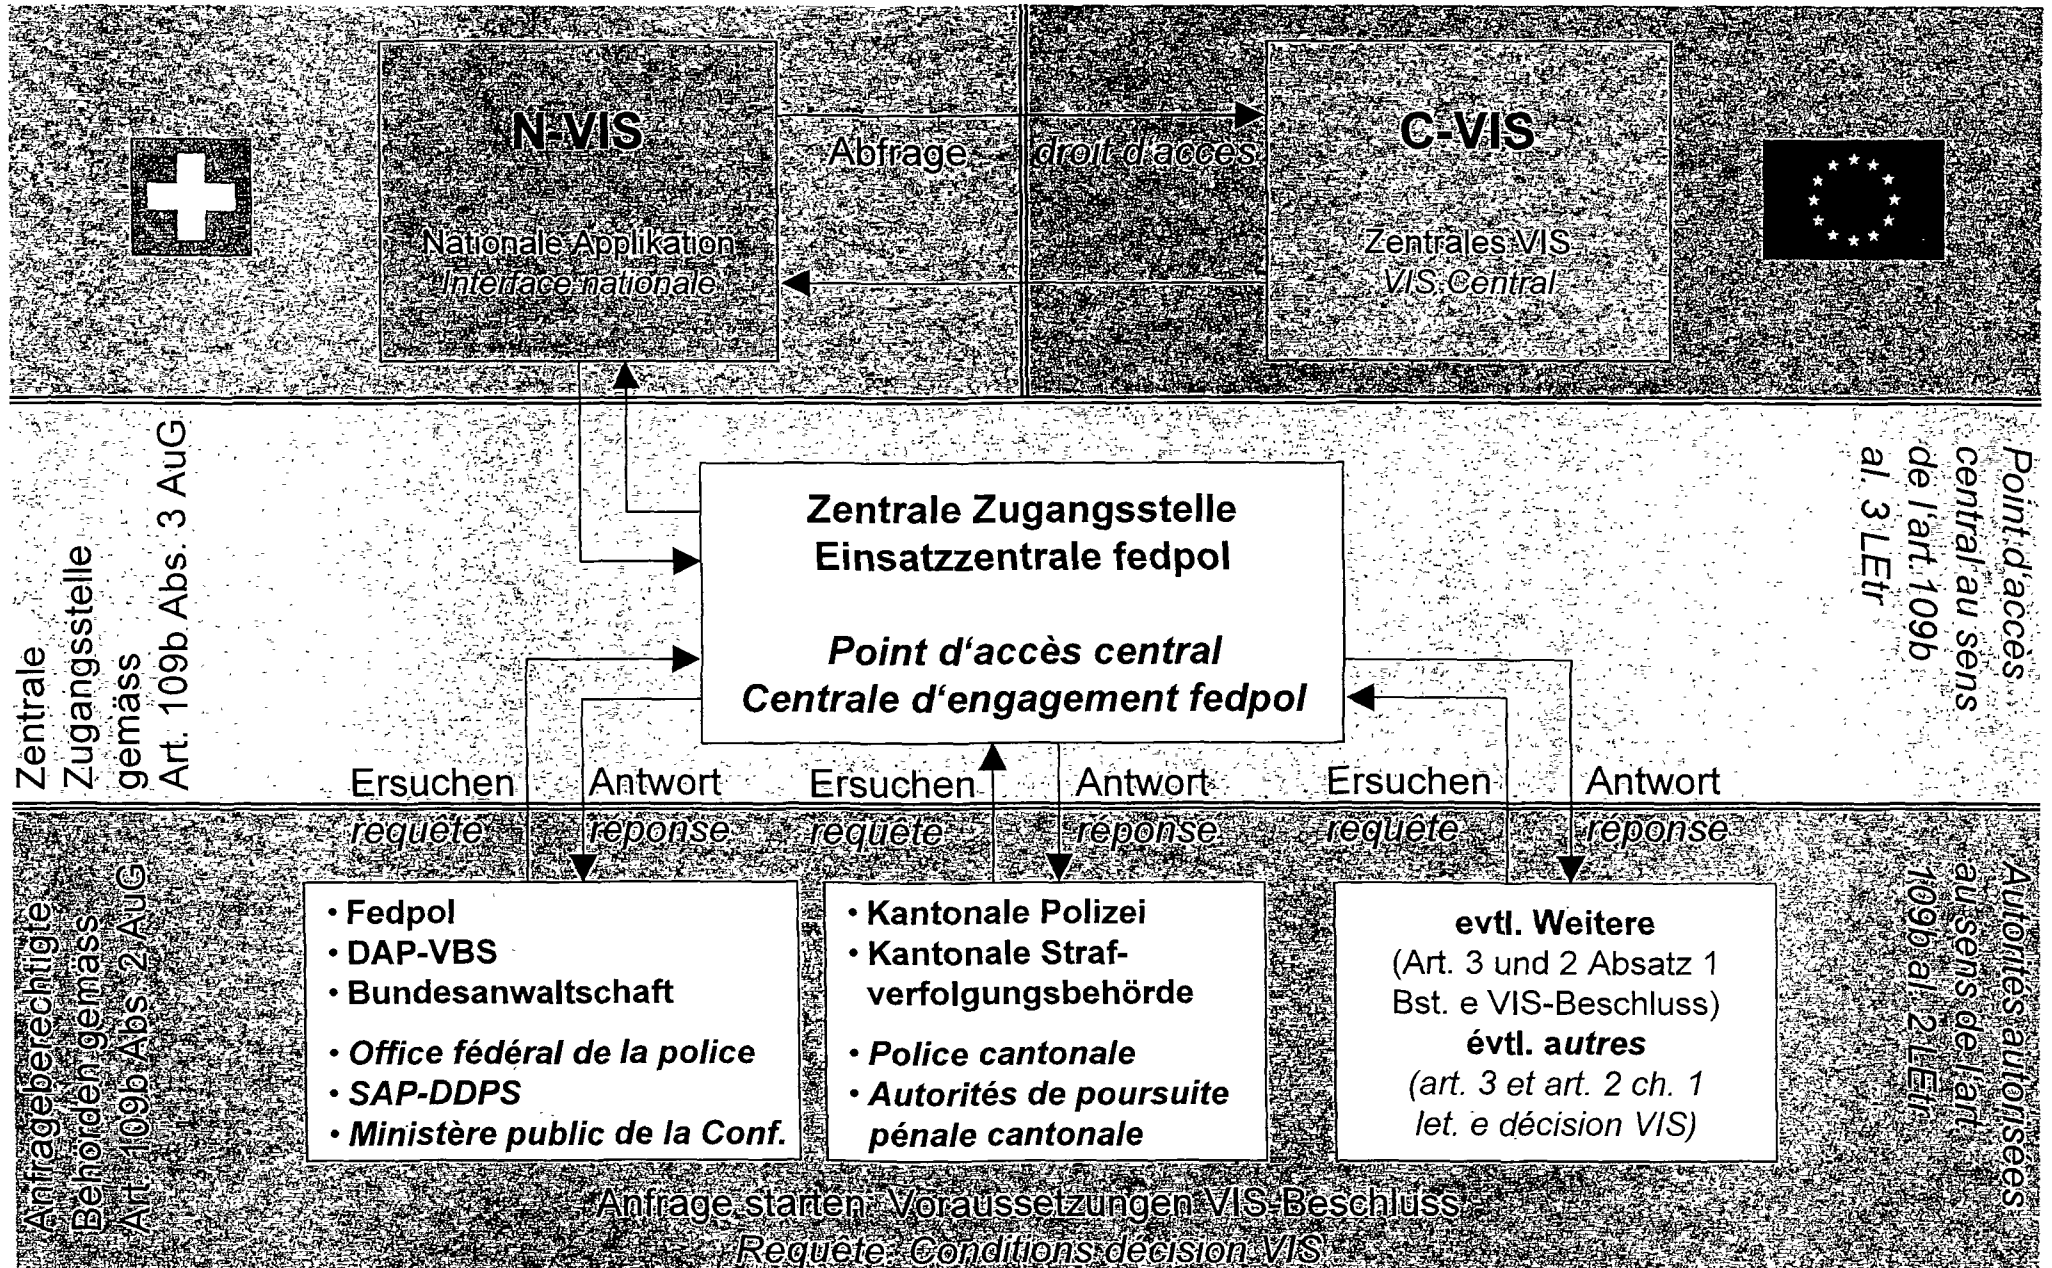 N-VIS
Nationale Applikation
Interface nationale
Abfrage
droit d'accès
C-VIS
Zentrales VIS
VIS Central
Zentrale
Zugangsstelle
gemäss
Art. 109b Abs. 3 AuG
Zentrale Zugangsstelle
Einsatzzentrale fedpol
Point d'accès central
Centrale d'engagement fedpol
Point d'accès
central au sens
de l'art. 109b
al. 3 LEtr
Ersuchen
requête
Antwort
réponse
Ersuchen
requête
Antwort
réponse
Ersuchen
requête
Antwort
réponse
Anfrageberechtigte
Behörden gemäss
Art. 109b Abs. 2 AuG
• Fedpol
• DAP-VBS
• Bundesanwaltschaft
• Office fédéral de la police
• SAP-DDPS
• Ministère public de la Conf.
• Kantonale Polizei
• Kantonale Straf-
verfolgungsbehörde
• Police cantonale
• Autorités de poursuite
pénale cantonale
evtl. Weitere
(Art. 3 und 2 Absatz 1
Bst. e VIS-Beschluss)
évtl. autres
(art. 3 et art. 2 ch. 1
let. e décision VIS)
Autorités autorisées
au sens de l'art.
109b al. 2 LEtr
Anfrage starten: Voraussetzungen VIS-Beschluss
Requête: Conditions décision VIS